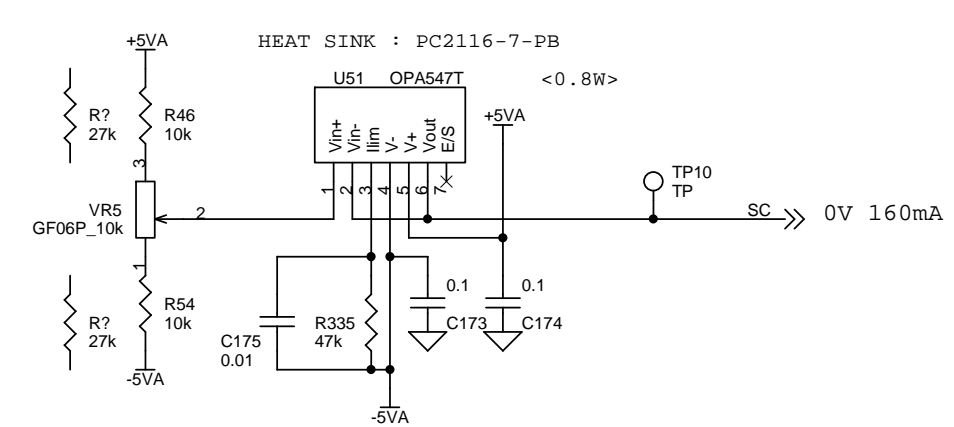 +5VA
HEAT SINK : PC2116-7-PB
U51 OPA547T
<0.8W>
R?
27k
R46
10k
+5VA
Vin+
Vin-
Ilim
V-
V+
Vout
E/S
3
1
2
3
4
5
6
7
TP10
TP
VR5
GF06P_10k
2
SC
0V 160mA
1
R?
27k
R54
10k
0.1
0.1
C173
C174
C175
0.01
R335
47k
-5VA
-5VA